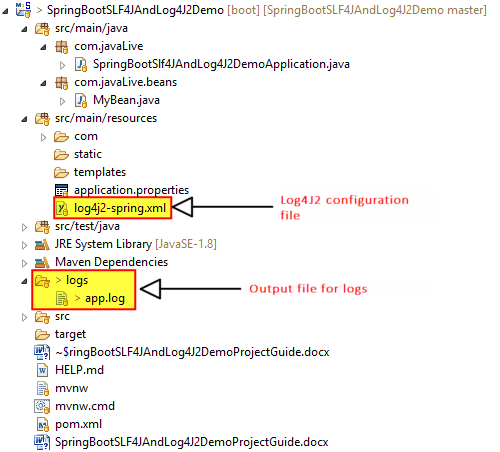 > SpringBootSLF4JAndLog4J2Demo [boot] [SpringBootSLF4JAndLog4J2Demo master]
src/main/java
com.javaLive
> SpringBootSlf4JAndLog4J2DemoApplication.java
com.javaLive.beans
MyBean.java
src/main/resources
com
static
templates
application.properties
log4j2-spring.xml
Log4J2 configuration
file
src/test/java
JRE System Library [JavaSE-1.8]
Maven Dependencies
> logs
> app.log
Output file for logs
src
target
~$ringBootSLF4JAndLog4J2DemoProjectGuide.docx
HELP.md
mvnw
mvnw.cmd
pom.xml
SpringBootSLF4JAndLog4J2DemoProjectGuide.docx